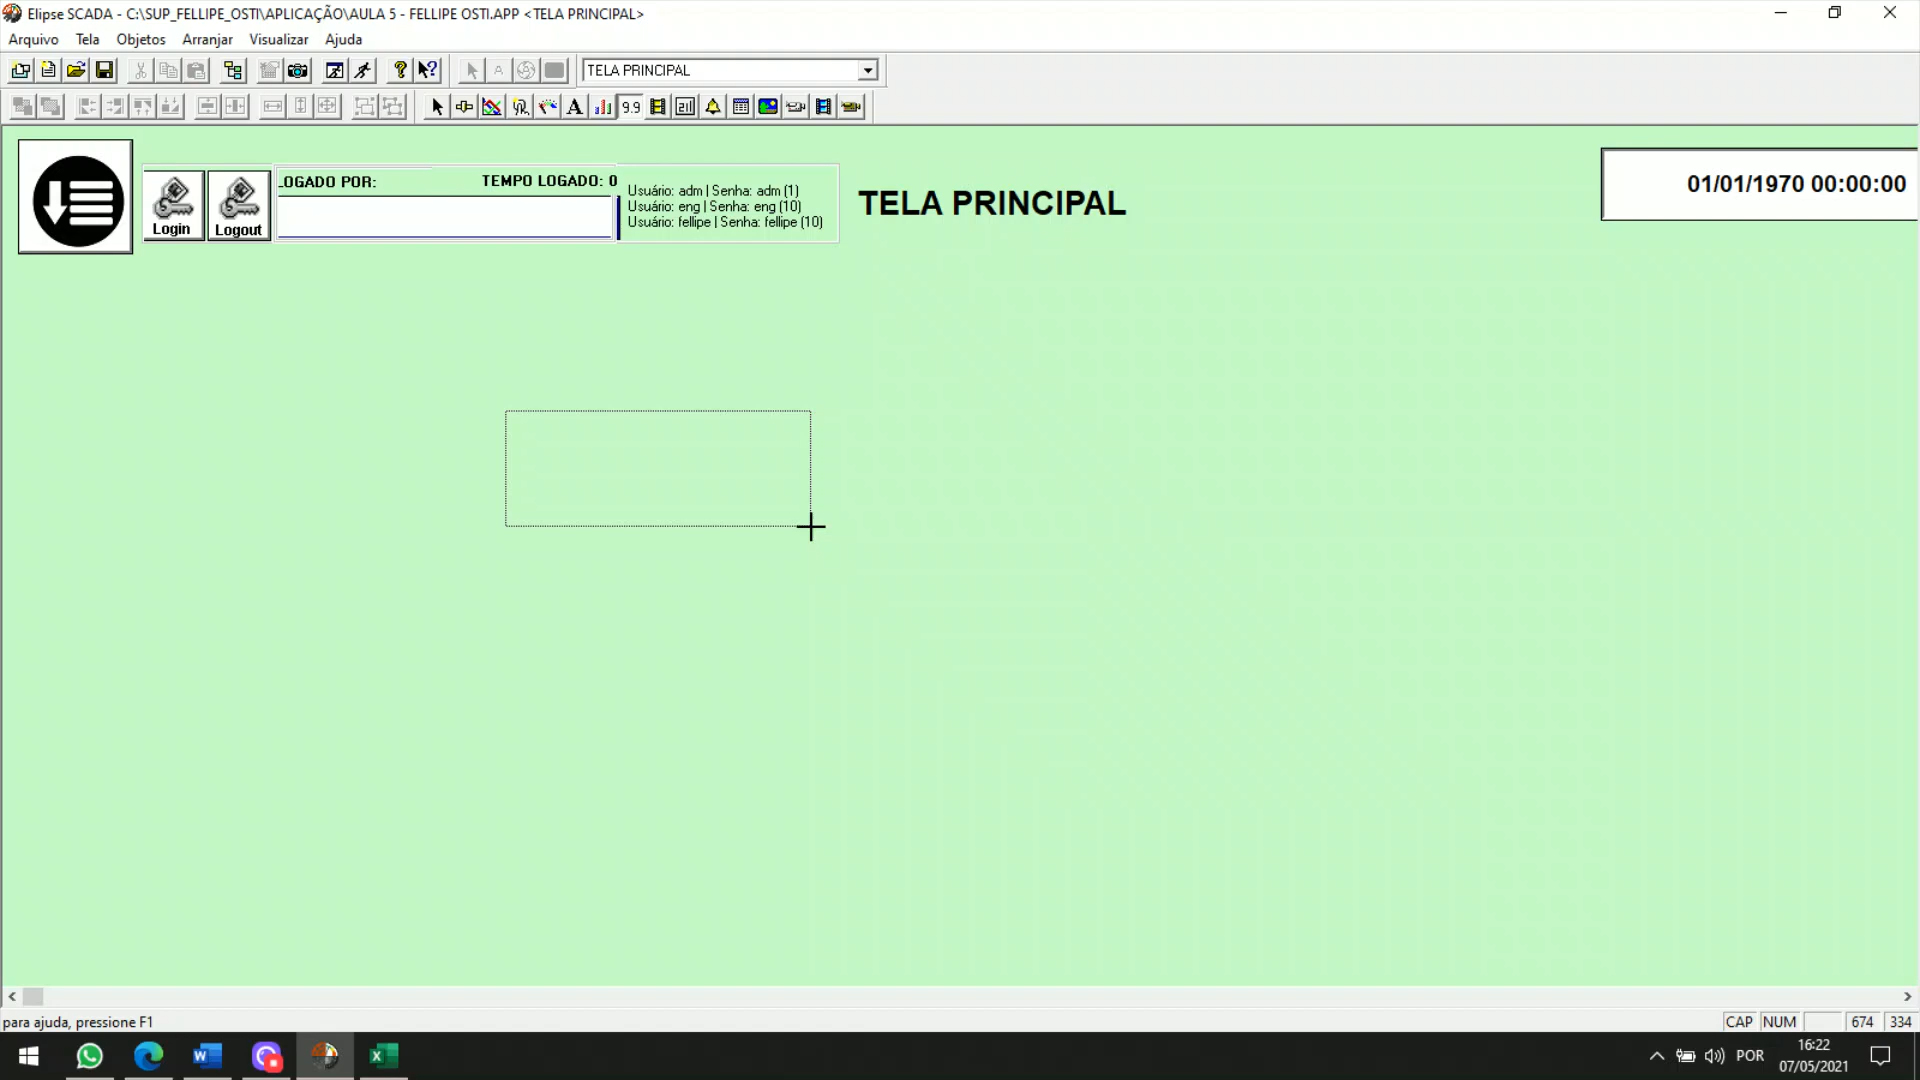 Elipse SCADA - C:\SUP_FELLIPE_OSTI\APLICAÇÃO\AULA 5 - FELLIPE OSTI.APP <TELA PRINCIPAL>
Arquivo Tela Objetos Arranjar Visualizar Ajuda
TELA PRINCIPAL
A 9.9
Login
Logout
LOGADO POR: TEMPO LOGADO: 0
Usuário: adm | Senha: adm (1)
Usuário: eng | Senha: eng (10)
Usuário: fellipe | Senha: fellipe (10)
TELA PRINCIPAL
01/01/1970 00:00:00
para ajuda, pressione F1
CAP NUM 674 334
POR
16:22
07/05/2021